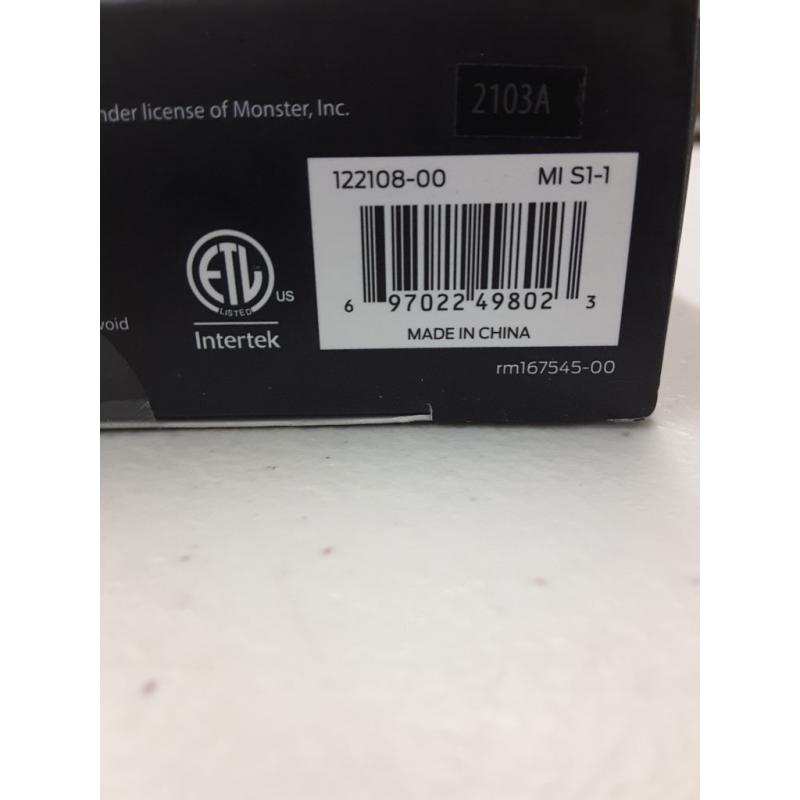 nder license of Monster, Inc.
2103A
122108-00 MI S1-1
6 97022 49802 3
MADE IN CHINA
ETL
LISTED
US
Intertek
void
rm167545-00